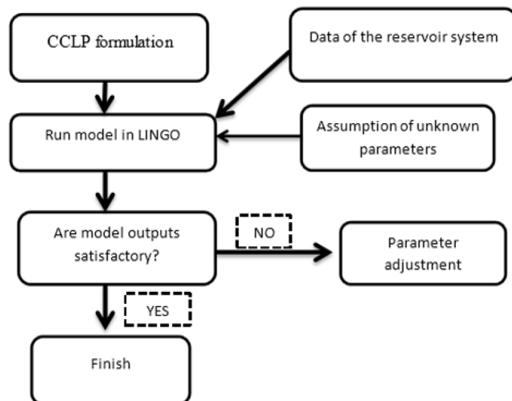 CCLP formulation
Data of the reservoir system
Run model in LINGO
Assumption of unknown
parameters
Are model outputs
satisfactory?
NO
Parameter
adjustment
YES
Finish